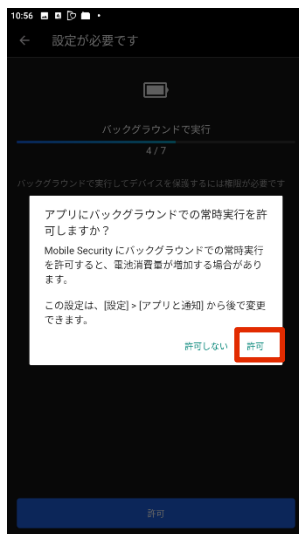 10:56
設定が必要です
バックグラウンドで実行
4 / 7
バックグラウンドで実行してデバイスを保護するには権限が必要です
アプリにバックグラウンドでの常時実行を許
可しますか？
Mobile Security にバックグラウンドでの常時実行
を許可すると、電池消費量が増加する場合があり
ます。
この設定は、[設定] > [アプリと通知] から後で変更
できます。
許可しない 許可
許可